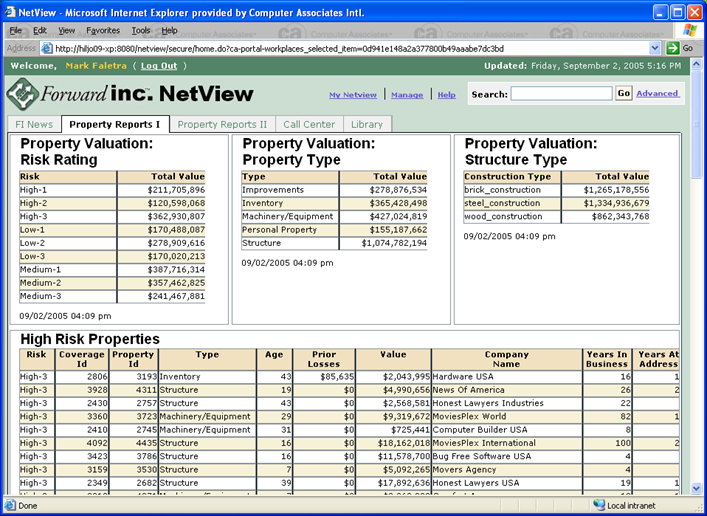 NetView - Microsoft Internet Explorer provided by Computer Associates Intl.
File Edit View Favorites Tools Help
Address http://hiljo09-xp:8080/netview/secure/home.do?ca-portal-workplaces_selected_item=0d941e148a2a377800b49aaabe7dc3bd Go
Welcome, Mark Faletra ( Log Out ) Updated: Friday, September 2, 2005 5:16 PM
Forward inc. NetView My Netview Manage Help Search: Go Advanced
FI News Property Reports I Property Reports II Call Center Library
Property Valuation:
Risk Rating
Risk Total Value
High-1 $211,705,896
High-2 $120,598,068
High-3 $362,930,807
Low-1 $170,488,087
Low-2 $278,909,616
Low-3 $170,020,213
Medium-1 $387,716,314
Medium-2 $357,462,825
Medium-3 $241,467,881
09/02/2005 04:09 pm
Property Valuation:
Property Type
Type Total Value
Improvements $278,876,534
Inventory $365,428,498
Machinery/Equipment $427,024,819
Personal Property $155,187,662
Structure $1,074,782,194
09/02/2005 04:09 pm
Property Valuation:
Structure Type
Construction Type Total Value
brick_construction $1,265,178,556
steel_construction $1,334,936,679
wood_construction $862,343,768
09/02/2005 04:09 pm
High Risk Properties
Risk Coverage Id Property Id Type Age Prior Losses Value Company Name Years In Business Years At Address
High-3 2806 3193 Inventory 43 $85,635 $2,043,995 Hardware USA 16 1
High-3 3928 4311 Structure 19 $0 $4,990,656 News Of America 26 2
High-3 2430 2757 Structure 43 $0 $2,568,581 Honest Lawyers Industries 22
High-3 3360 3723 Machinery/Equipment 29 $0 $9,319,672 MoviesPlex World 82 1
High-3 2410 2745 Machinery/Equipment 31 $0 $725,441 Computer Builder USA 8
High-3 4092 4435 Structure 16 $0 $18,162,018 MoviesPlex International 100 2
High-3 3423 3786 Structure 16 $0 $11,578,700 Bug Free Software USA 4
High-3 3159 3530 Structure 7 $0 $5,092,265 Movers Agency 4
High-3 2349 2682 Structure 39 $0 $17,892,636 Honest Lawyers USA 19 1
Done Local intranet